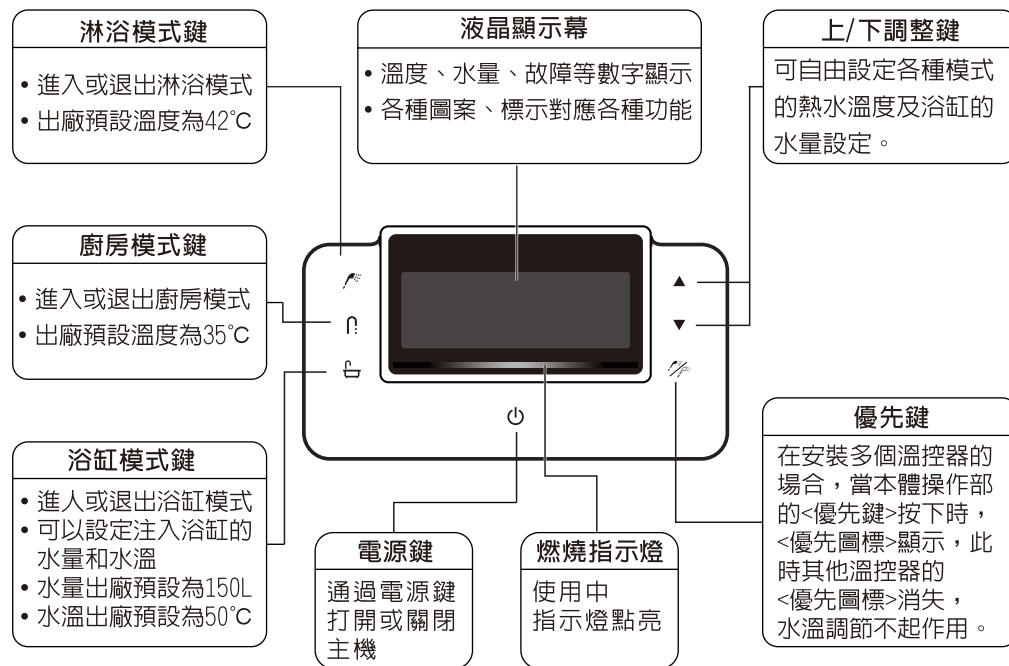 淋浴模式鍵
• 進入或退出淋浴模式
• 出廠預設溫度為42℃
液晶顯示幕
• 溫度、水量、故障等數字顯示
• 各種圖案、標示對應各種功能
上/下調整鍵
可自由設定各種模式
的熱水溫度及浴缸的
水量設定。
廚房模式鍵
• 進入或退出廚房模式
• 出廠預設溫度為35℃
浴缸模式鍵
• 進人或退出浴缸模式
• 可以設定注入浴缸的
水量和水溫
• 水量出廠預設為150L
• 水溫出廠預設為50℃
電源鍵
通過電源鍵
打開或關閉
主機
燃燒指示燈
使用中
指示燈點亮
優先鍵
在安裝多個溫控器的
場合，當本體操作部
的<優先鍵>按下時，
<優先圖標>顯示，此
時其他溫控器的
<優先圖標>消失，
水溫調節不起作用。